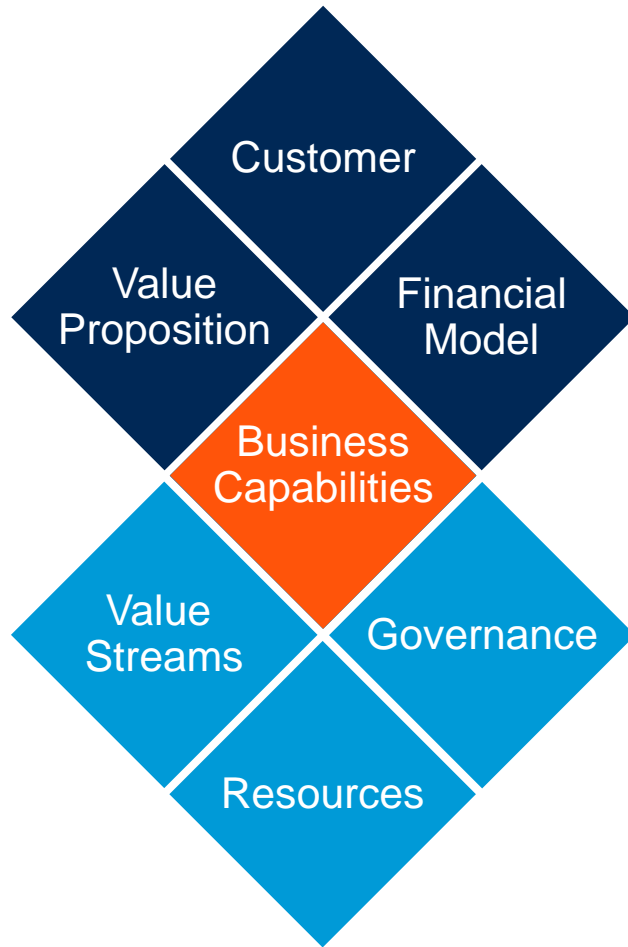 Customer
Value
Proposition
Financial
Model
Business
Capabilities
Value
Streams
Governance
Resources